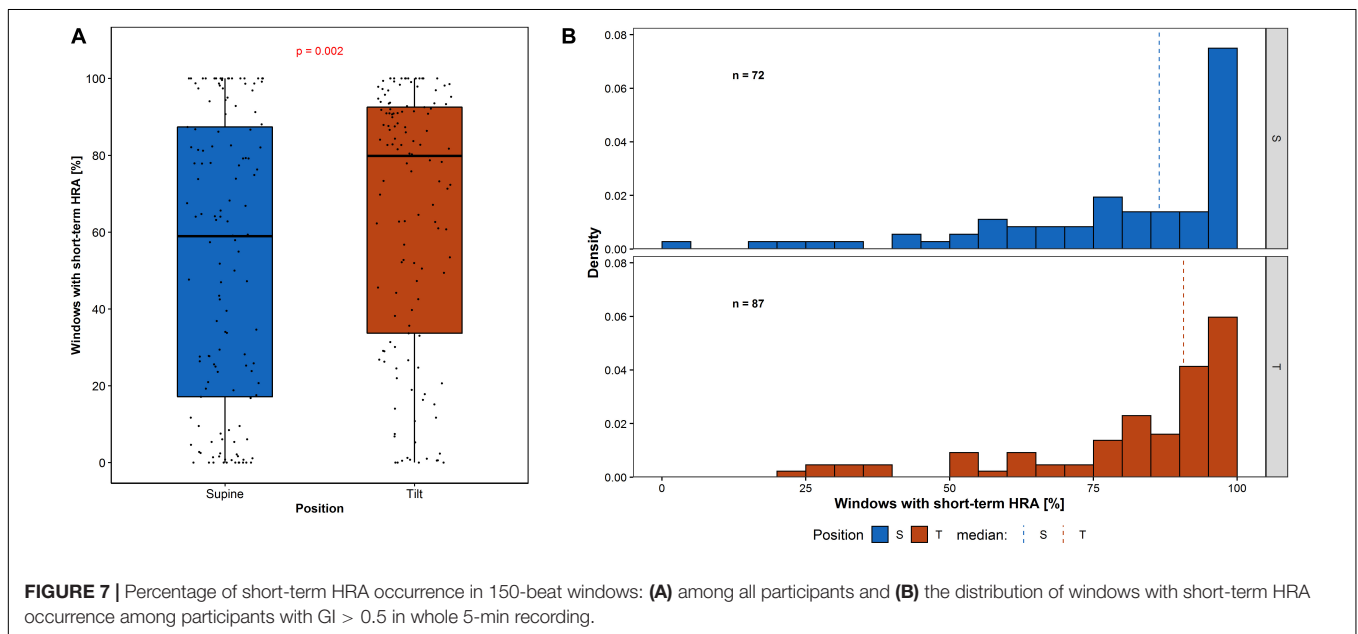 A
p = 0.002
Windows with short-term HRA [%]
100
80
60
40
20
0
Supine
Tilt
Position
B
Density
0.08
0.06
0.04
0.02
0.00
n = 72
S
0.08
0.06
0.04
0.02
0.00
n = 87
T
0
25
50
75
100
Windows with short-term HRA [%]
Position S T median: S T
FIGURE 7 | Percentage of short-term HRA occurrence in 150-beat windows: (A) among all participants and (B) the distribution of windows with short-term HRA
occurrence among participants with GI > 0.5 in whole 5-min recording.